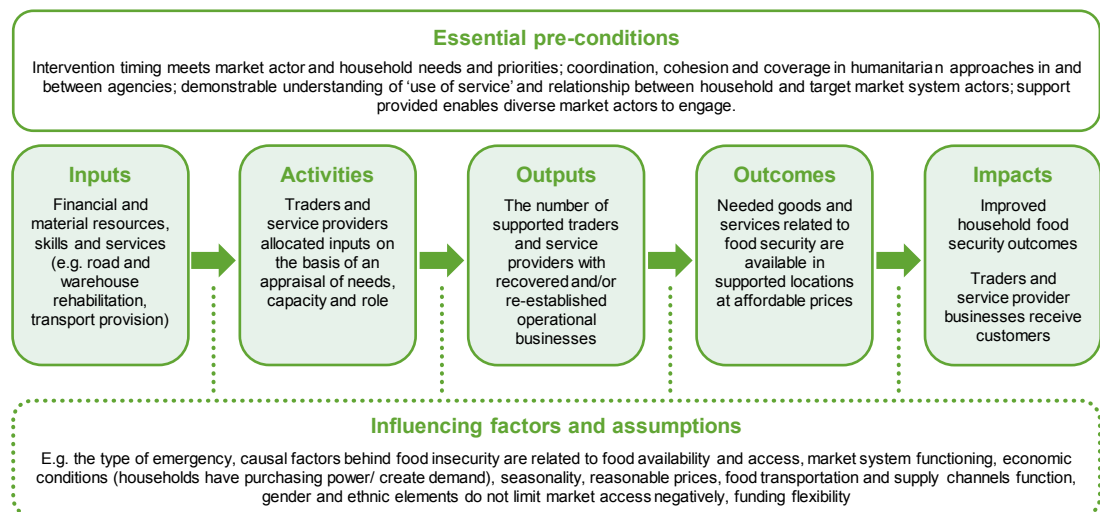 Essential pre-conditions
Intervention timing meets market actor and household needs and priorities; coordination, cohesion and coverage in humanitarian approaches in and
between agencies; demonstrable understanding of ‘use of service’ and relationship between household and target market system actors; support
provided enables diverse market actors to engage.
Inputs
Financial and
material resources,
skills and services
(e.g. road and
warehouse
rehabilitation,
transport provision)
Activities
Traders and
service providers
allocated inputs on
the basis of an
appraisal of needs,
capacity and role
Outputs
The number of
supported traders
and service
providers with
recovered and/or
re-established
operational
businesses
Outcomes
Needed goods and
services related to
food security are
available in
supported locations
at affordable prices
Impacts
Improved
household food
security outcomes
Traders and
service provider
businesses receive
customers
Influencing factors and assumptions
E.g. the type of emergency, causal factors behind food insecurity are related to food availability and access, market system functioning, economic
conditions (households have purchasing power/ create demand), seasonality, reasonable prices, food transportation and supply channels function,
gender and ethnic elements do not limit market access negatively, funding flexibility